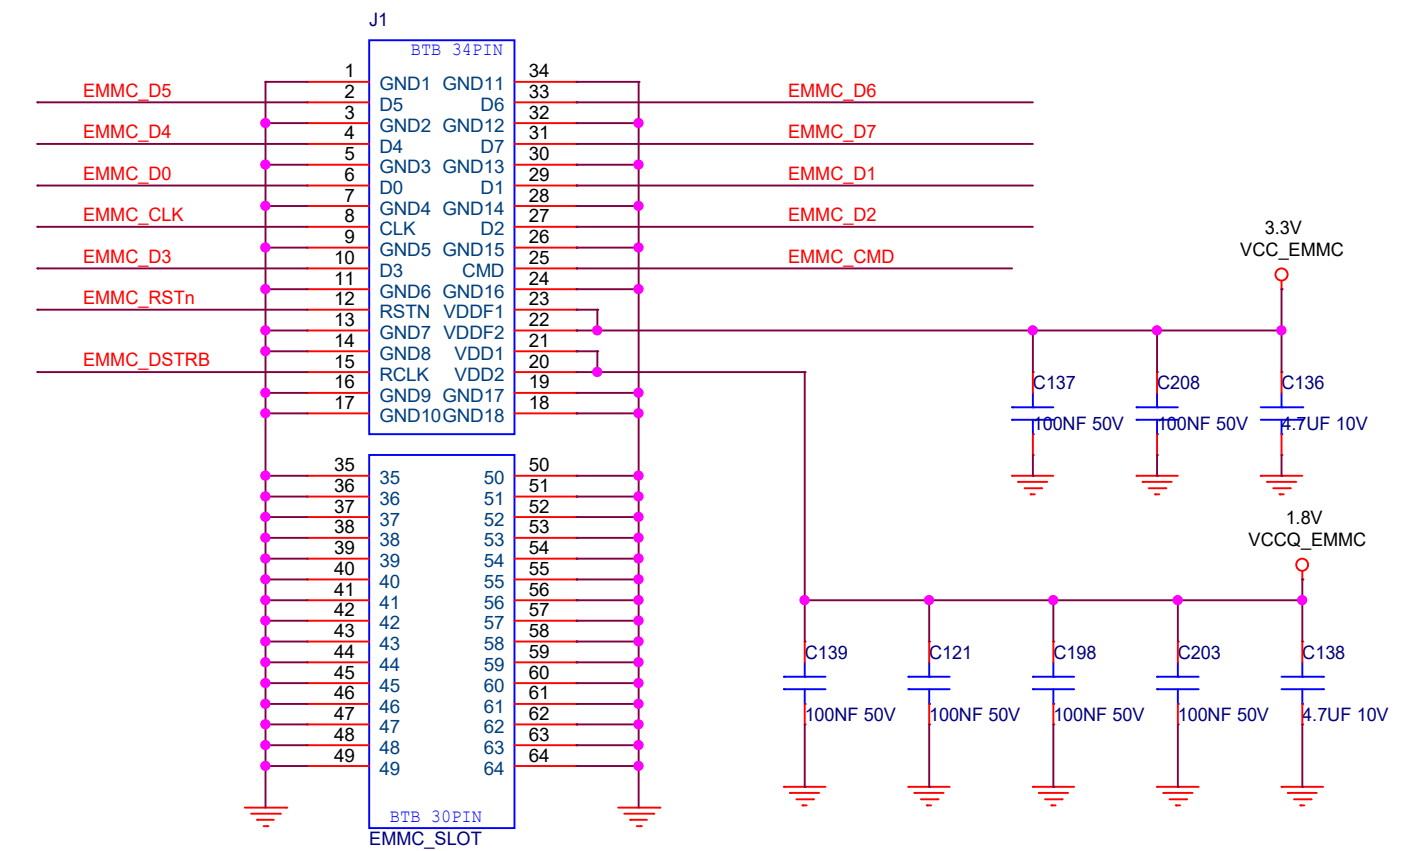 J1
BTB 34PIN
1 GND1 GND11 34
EMMC_D5 2 D5 D6 33 EMMC_D6
3 GND2 GND12 32
EMMC_D4 4 D4 D7 31 EMMC_D7
5 GND3 GND13 30
EMMC_D0 6 D0 D1 29 EMMC_D1
7 GND4 GND14 28
EMMC_CLK 8 CLK D2 27 EMMC_D2
9 GND5 GND15 26
EMMC_D3 10 D3 CMD 25 EMMC_CMD
11 GND6 GND16 24
EMMC_RSTn 12 RSTN VDDF1 23
13 GND7 VDDF2 22
14 GND8 VDD1 21
EMMC_DSTRB 15 RCLK VDD2 20
16 GND9 GND17 19
17 GND10 GND18 18
3.3V
VCC_EMMC
C137 C208 C136
100NF 50V 100NF 50V 4.7UF 10V
35 35 50 50
36 36 51 51
37 37 52 52
38 38 53 53
39 39 54 54
40 40 55 55
41 41 56 56
42 42 57 57
43 43 58 58
44 44 59 59
45 45 60 60
46 46 61 61
47 47 62 62
48 48 63 63
49 49 64 64
BTB 30PIN
EMMC_SLOT
1.8V
VCCQ_EMMC
C139 C121 C198 C203 C138
100NF 50V 100NF 50V 100NF 50V 100NF 50V 4.7UF 10V